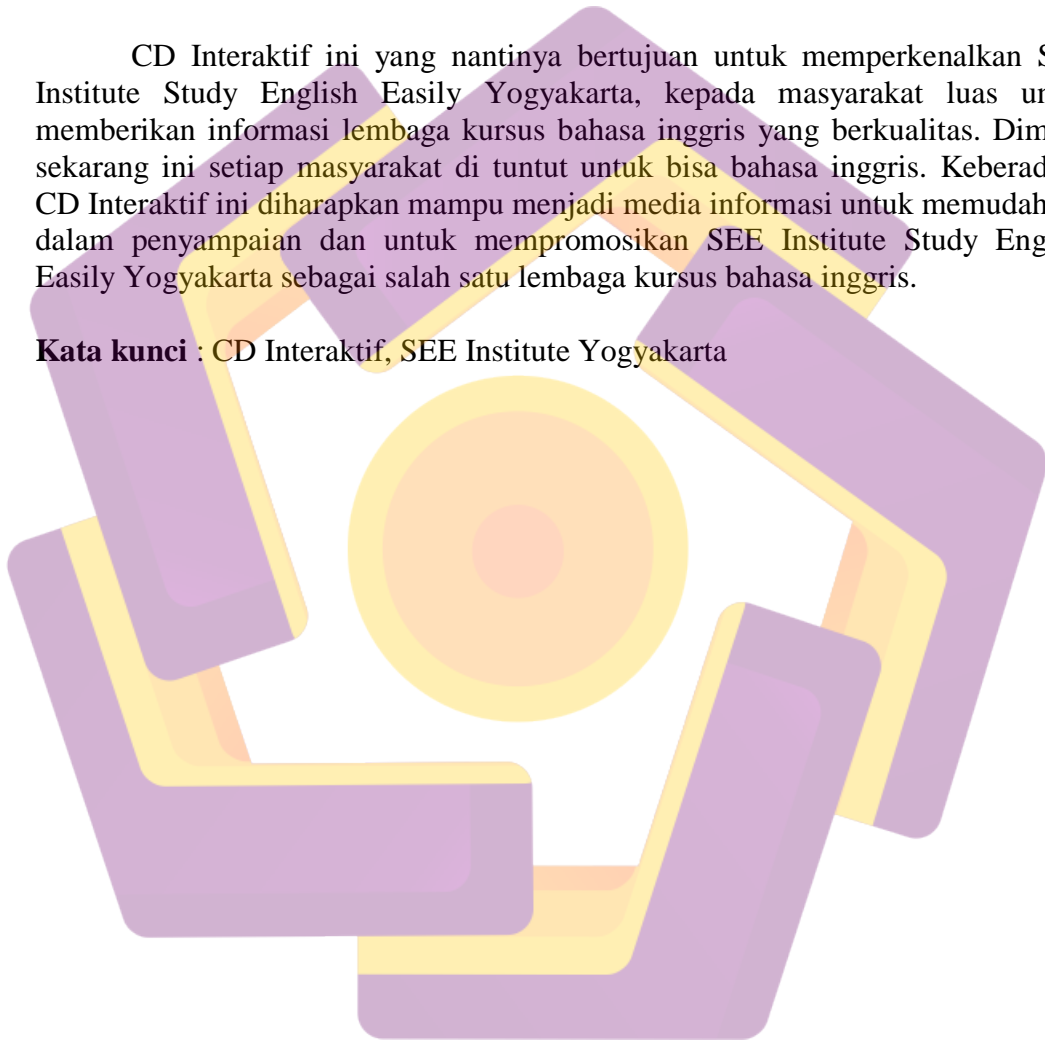 CD Interaktif ini yang nantinya bertujuan untuk memperkenalkan S
Institute Study English Easily Yogyakarta, kepada masyarakat luas un
memberikan informasi lembaga kursus bahasa inggris yang berkualitas. Dim
sekarang ini setiap masyarakat di tuntut untuk bisa bahasa inggris. Keberad
CD Interaktif ini diharapkan mampu menjadi media informasi untuk memudah
dalam penyampaian dan untuk mempromosikan SEE Institute Study Eng
Easily Yogyakarta sebagai salah satu lembaga kursus bahasa inggris.
Kata kunci : CD Interaktif, SEE Institute Yogyakarta